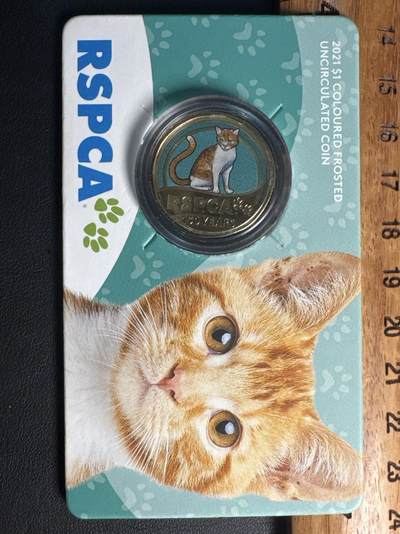 RSPCA
2021 $1 COLOURED FROSTED
UNCIRCULATED COIN
RSPCA
150 YEARS
14
15
16
17
18
19
20
21
22
23
24